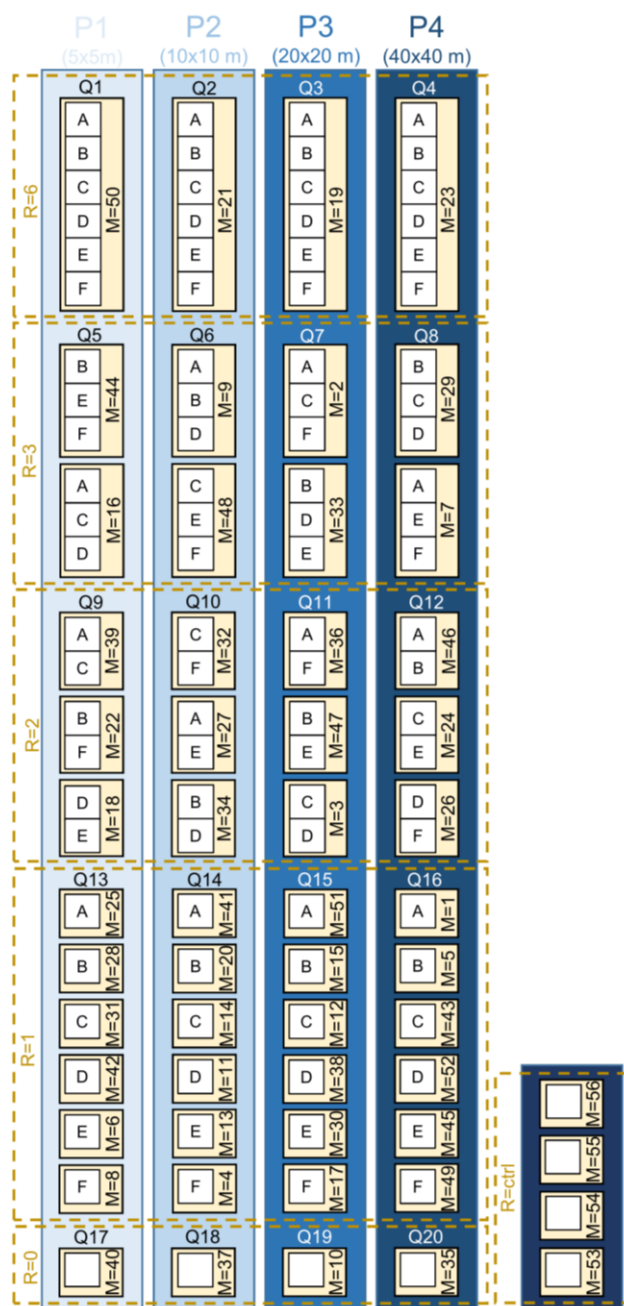 P1 P2 P3 P4
(5x5m) (10x10 m) (20x20 m) (40x40 m)
R=6
Q1 Q2 Q3 Q4
A A A A
B B B B
C C C C
D D D D
E E E E
F F F F
M=50 M=21 M=19 M=23
R=3
Q5 Q6 Q7 Q8
B A A B
E B C C
F D F D
M=44 M=9 M=2 M=29
A C B A
C E D E
D F E F
M=16 M=48 M=33 M=7
R=2
Q9 Q10 Q11 Q12
A C A A
C F F B
M=39 M=32 M=36 M=46
B A B C
F E E E
M=22 M=27 M=47 M=24
D B C D
E D D F
M=18 M=34 M=3 M=26
R=1
Q13 Q14 Q15 Q16
A M=25 A M=41 A M=51 A M=1
B M=28 B M=20 B M=15 B M=5
C M=31 C M=14 C M=12 C M=43
D M=42 D M=11 D M=38 D M=52
E M=6 E M=13 E M=30 E M=45
F M=8 F M=4 F M=17 F M=49
R=0
Q17 Q18 Q19 Q20
M=40 M=37 M=10 M=35
R=ctrl
M=56
M=55
M=54
M=53